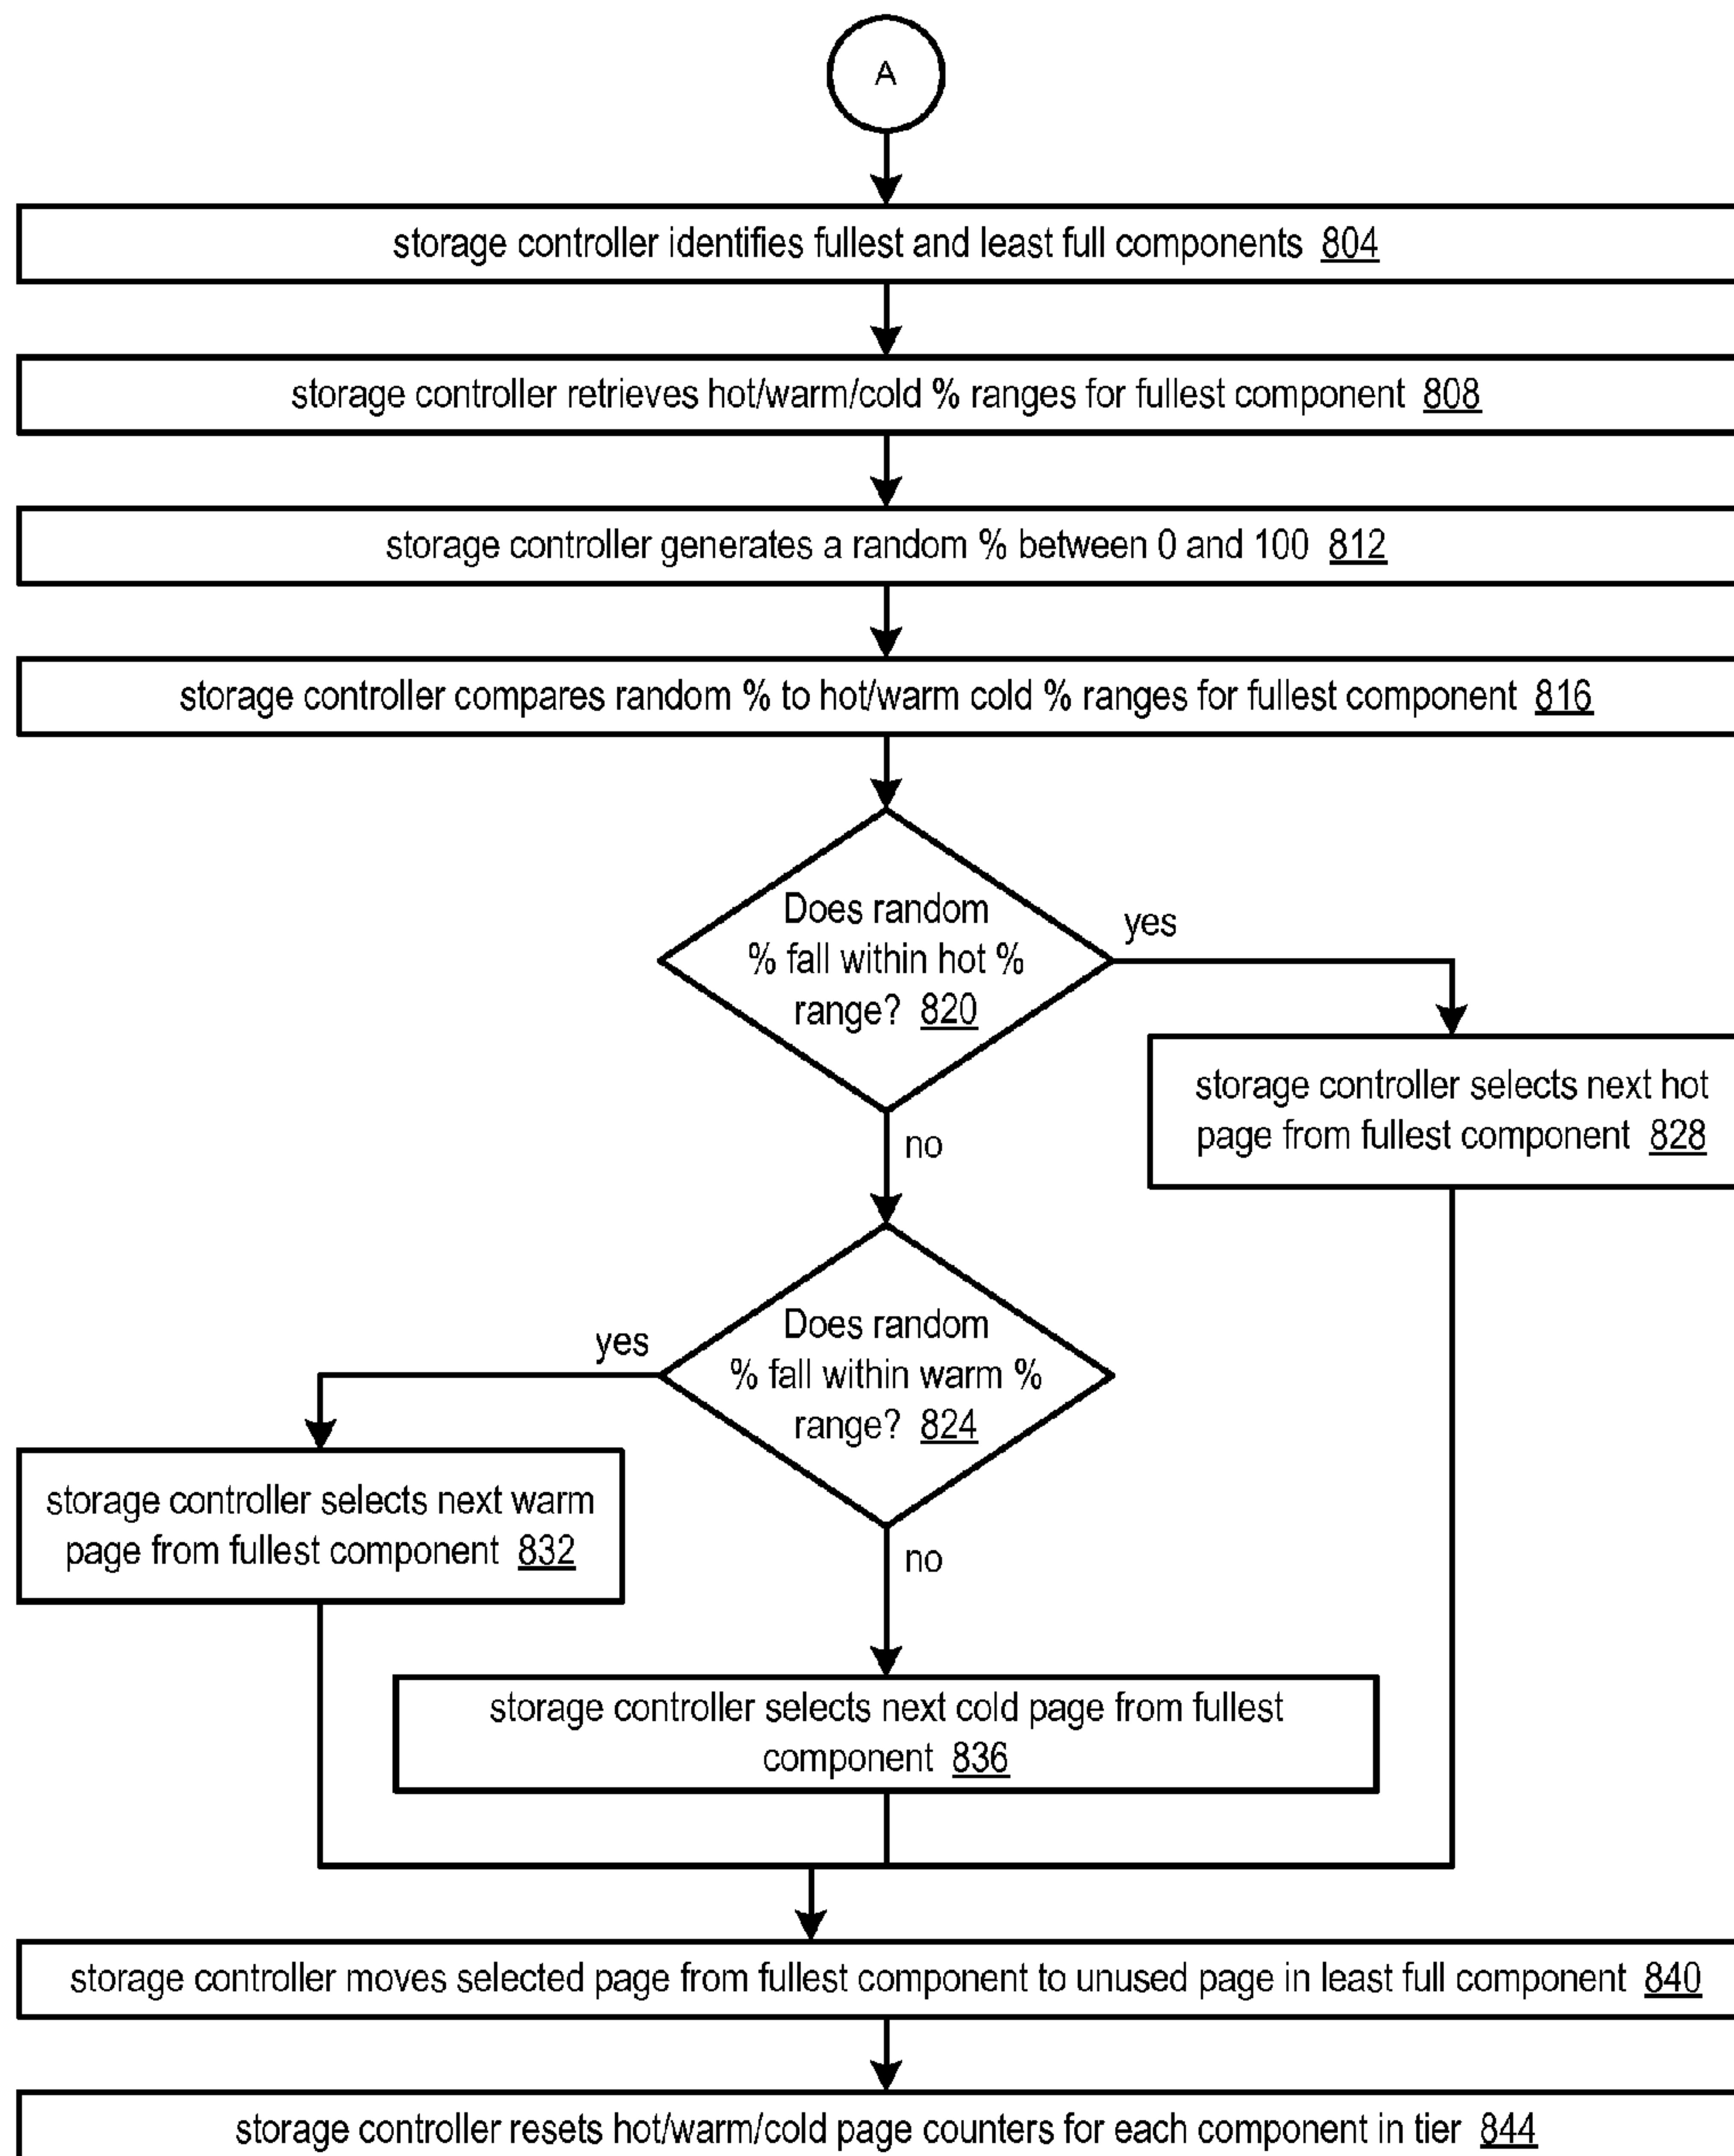 A
storage controller identifies fullest and least full components 804
storage controller retrieves hot/warm/cold % ranges for fullest component 808
storage controller generates a random % between 0 and 100 812
storage controller compares random % to hot/warm cold % ranges for fullest component 816
Does random
% fall within hot %
range? 820
yes
storage controller selects next hot
page from fullest component 828
no
Does random
% fall within warm %
range? 824
yes
storage controller selects next warm
page from fullest component 832
no
storage controller selects next cold page from fullest
component 836
storage controller moves selected page from fullest component to unused page in least full component 840
storage controller resets hot/warm/cold page counters for each component in tier 844